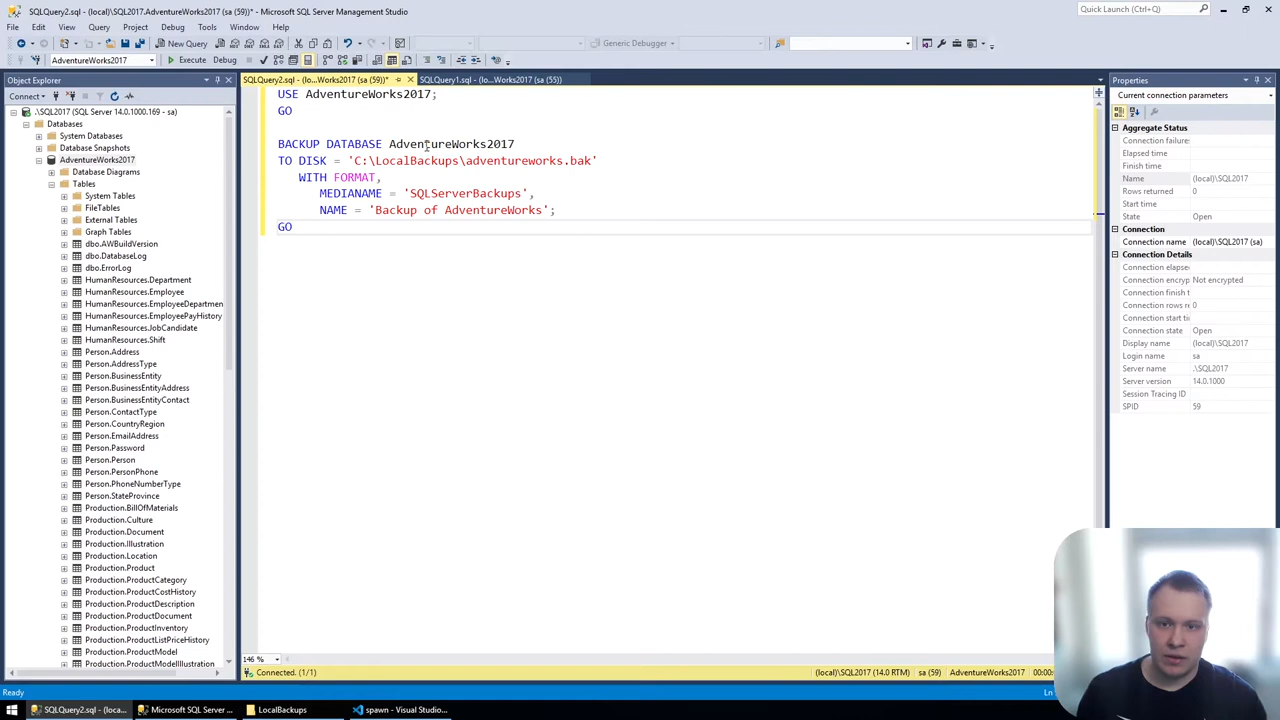 SQLQuery2.sql - (local)\SQL2017.AdventureWorks2017 (sa (59))* - Microsoft SQL Server Management Studio
Quick Launch (Ctrl+Q)
File Edit View Query Project Debug Tools Window Help
New Query
Generic Debugger
AdventureWorks2017
Execute Debug
Object Explorer
SQLQuery2.sql - (lo...Works2017 (sa (59))*
SQLQuery1.sql - (lo...Works2017 (sa (55))
Properties
Connect
Current connection parameters
.\SQL2017 (SQL Server 14.0.1000.169 - sa)
Databases
System Databases
Database Snapshots
AdventureWorks2017
Database Diagrams
Tables
System Tables
FileTables
External Tables
Graph Tables
dbo.AWBuildVersion
dbo.DatabaseLog
dbo.ErrorLog
HumanResources.Department
HumanResources.Employee
HumanResources.EmployeeDepartmen
HumanResources.EmployeePayHistory
HumanResources.JobCandidate
HumanResources.Shift
Person.Address
Person.AddressType
Person.BusinessEntity
Person.BusinessEntityAddress
Person.BusinessEntityContact
Person.ContactType
Person.CountryRegion
Person.EmailAddress
Person.Password
Person.Person
Person.PersonPhone
Person.PhoneNumberType
Person.StateProvince
Production.BillOfMaterials
Production.Culture
Production.Document
Production.Illustration
Production.Location
Production.Product
Production.ProductCategory
Production.ProductCostHistory
Production.ProductDescription
Production.ProductDocument
Production.ProductInventory
Production.ProductListPriceHistory
Production.ProductModel
Production.ProductModelIllustration
USE AdventureWorks2017;
GO
BACKUP DATABASE AdventureWorks2017
TO DISK = 'C:\LocalBackups\adventureworks.bak'
WITH FORMAT,
MEDIANAME = 'SQLServerBackups',
NAME = 'Backup of AdventureWorks';
GO
Aggregate Status
Connection failure
Elapsed time
Finish time
Name (local)\SQL2017
Rows returned 0
Start time
State Open
Connection
Connection name (local)\SQL2017 (sa)
Connection Details
Connection elapse
Connection encryp Not encrypted
Connection finish t
Connection rows re 0
Connection start tir
Connection state Open
Display name (local)\SQL2017
Login name sa
Server name .\SQL2017
Server version 14.0.1000
Session Tracing ID
SPID 59
146 %
Connected. (1/1)
(local)\SQL2017 (14.0 RTM) sa (59) AdventureWorks2017 00:00:
Ready
Ln
SQLQuery2.sql - (loca...
Microsoft SQL Server ...
LocalBackups
spawn - Visual Studio...